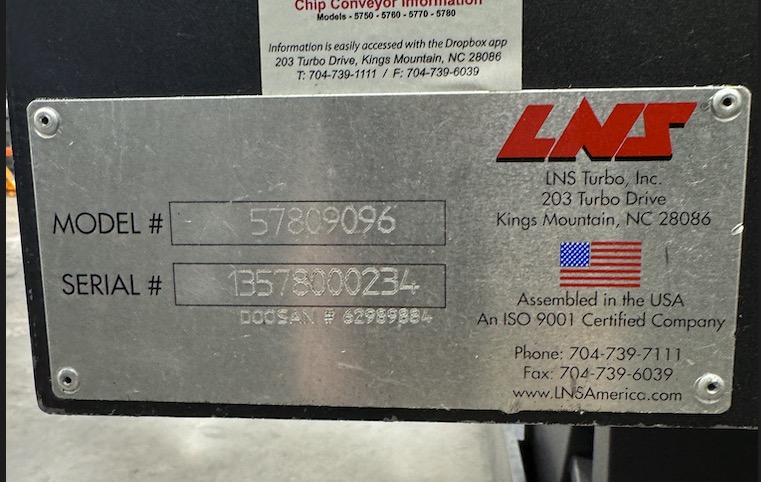 Chip Conveyor Information
Models - 5750 - 5760 - 5770 - 5780
Information is easily accessed with the Dropbox app
203 Turbo Drive, Kings Mountain, NC 28086
T: 704-739-1111 / F: 704-739-6039
LNS
LNS Turbo, Inc.
203 Turbo Drive
Kings Mountain, NC 28086
MODEL # 57809096
SERIAL # 13578000234
DOOSAN # 62989884
Assembled in the USA
An ISO 9001 Certified Company
Phone: 704-739-7111
Fax: 704-739-6039
www.LNSAmerica.com